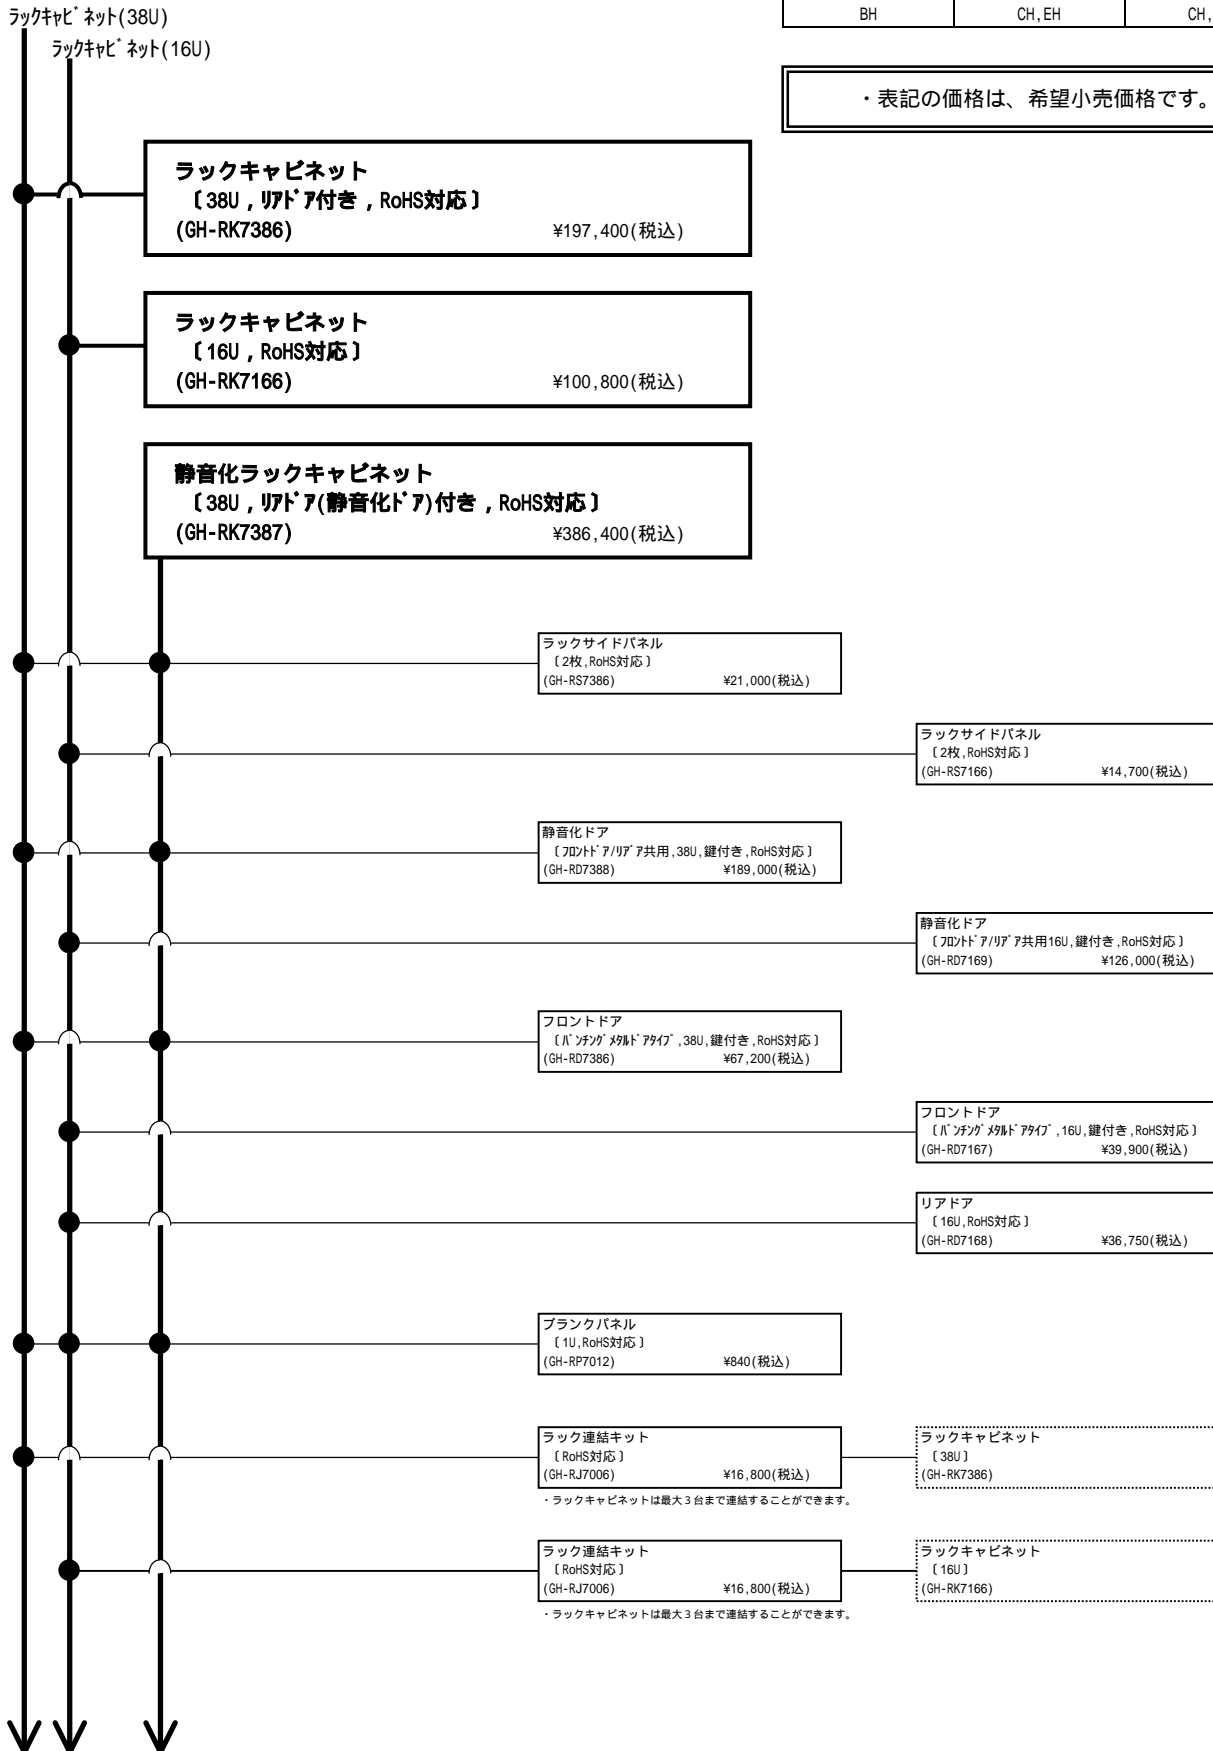 ラックキャビネット(38U)
ラックキャビネット(16U)
BH CH,EH CH,
・表記の価格は、希望小売価格です。
ラックキャビネット
〔38U，リアドア付き，RoHS対応〕
(GH-RK7386) ¥197,400(税込)
ラックキャビネット
〔16U，RoHS対応〕
(GH-RK7166) ¥100,800(税込)
静音化ラックキャビネット
〔38U，リアドア(静音化ドア)付き，RoHS対応〕
(GH-RK7387) ¥386,400(税込)
ラックサイドパネル
〔2枚,RoHS対応〕
(GH-RS7386) ¥21,000(税込)
ラックサイドパネル
〔2枚,RoHS対応〕
(GH-RS7166) ¥14,700(税込)
静音化ドア
〔フロントドア/リアドア共用,38U,鍵付き,RoHS対応〕
(GH-RD7388) ¥189,000(税込)
静音化ドア
〔フロントドア/リアドア共用16U,鍵付き,RoHS対応〕
(GH-RD7169) ¥126,000(税込)
フロントドア
〔パンチングメタルドアタイプ,38U,鍵付き,RoHS対応〕
(GH-RD7386) ¥67,200(税込)
フロントドア
〔パンチングメタルドアタイプ,16U,鍵付き,RoHS対応〕
(GH-RD7167) ¥39,900(税込)
リアドア
〔16U,RoHS対応〕
(GH-RD7168) ¥36,750(税込)
ブランクパネル
〔1U,RoHS対応〕
(GH-RP7012) ¥840(税込)
ラック連結キット
〔RoHS対応〕
(GH-RJ7006) ¥16,800(税込)
・ラックキャビネットは最大3台まで連結することができます。
ラックキャビネット
〔38U〕
(GH-RK7386)
ラック連結キット
〔RoHS対応〕
(GH-RJ7006) ¥16,800(税込)
・ラックキャビネットは最大3台まで連結することができます。
ラックキャビネット
〔16U〕
(GH-RK7166)